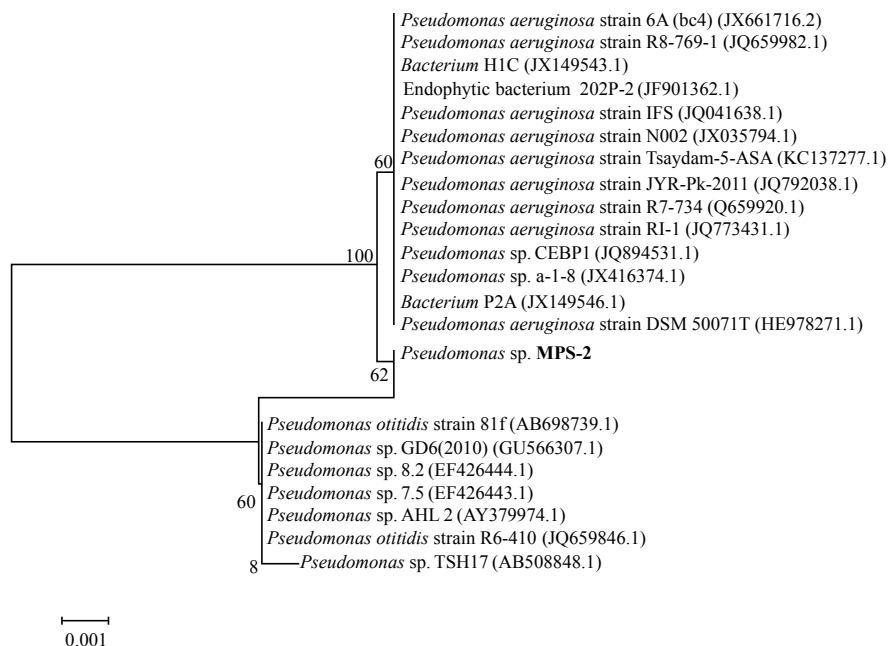 Pseudomonas aeruginosa strain 6A (bc4) (JX661716.2)
Pseudomonas aeruginosa strain R8-769-1 (JQ659982.1)
Bacterium H1C (JX149543.1)
Endophytic bacterium 202P-2 (JF901362.1)
Pseudomonas aeruginosa strain IFS (JQ041638.1)
Pseudomonas aeruginosa strain N002 (JX035794.1)
Pseudomonas aeruginosa strain Tsaydam-5-ASA (KC137277.1)
60
Pseudomonas aeruginosa strain JYR-Pk-2011 (JQ792038.1)
Pseudomonas aeruginosa strain R7-734 (Q659920.1)
Pseudomonas aeruginosa strain RI-1 (JQ773431.1)
Pseudomonas sp. CEBP1 (JQ894531.1)
100
Pseudomonas sp. a-1-8 (JX416374.1)
Bacterium P2A (JX149546.1)
Pseudomonas aeruginosa strain DSM 50071T (HE978271.1)
Pseudomonas sp. MPS-2
62
Pseudomonas otitidis strain 81f (AB698739.1)
Pseudomonas sp. GD6(2010) (GU566307.1)
Pseudomonas sp. 8.2 (EF426444.1)
Pseudomonas sp. 7.5 (EF426443.1)
60
Pseudomonas sp. AHL 2 (AY379974.1)
Pseudomonas otitidis strain R6-410 (JQ659846.1)
8
Pseudomonas sp. TSH17 (AB508848.1)
0.001